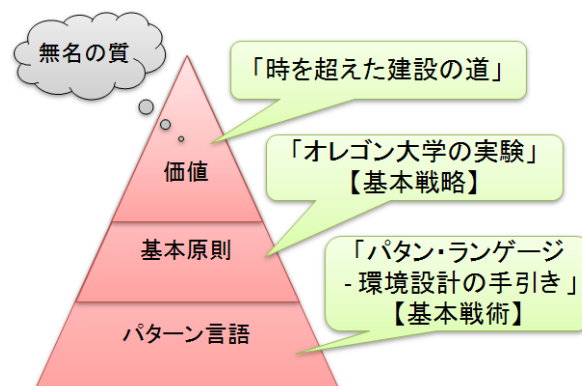 無名の質
「時を超えた建設の道」
「オレゴン大学の実験」
【基本戦略】
価値
基本原則
「パタン・ランゲージ
- 環境設計の手引き」
【基本戦術】
パターン言語